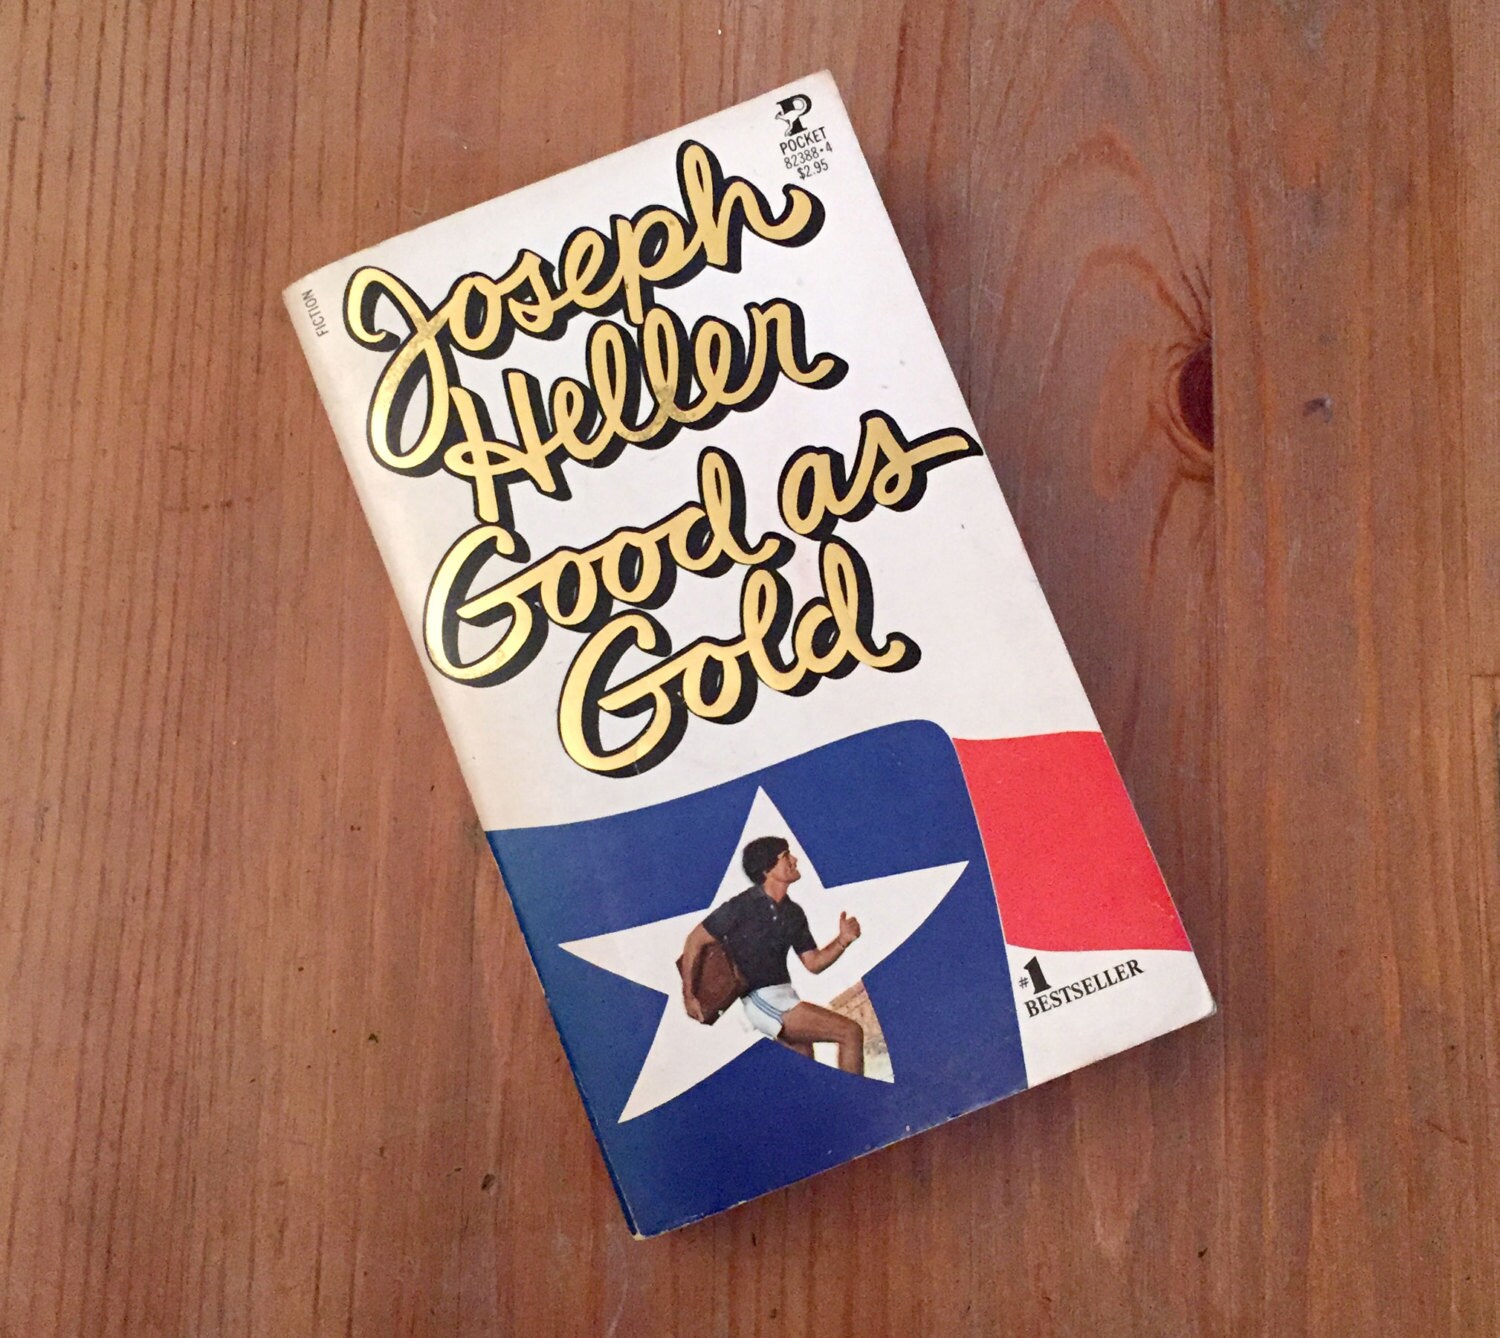 POCKET
82388·4
$2.95
FICTION
Joseph
Heller
Good as
Gold
#1
BESTSELLER